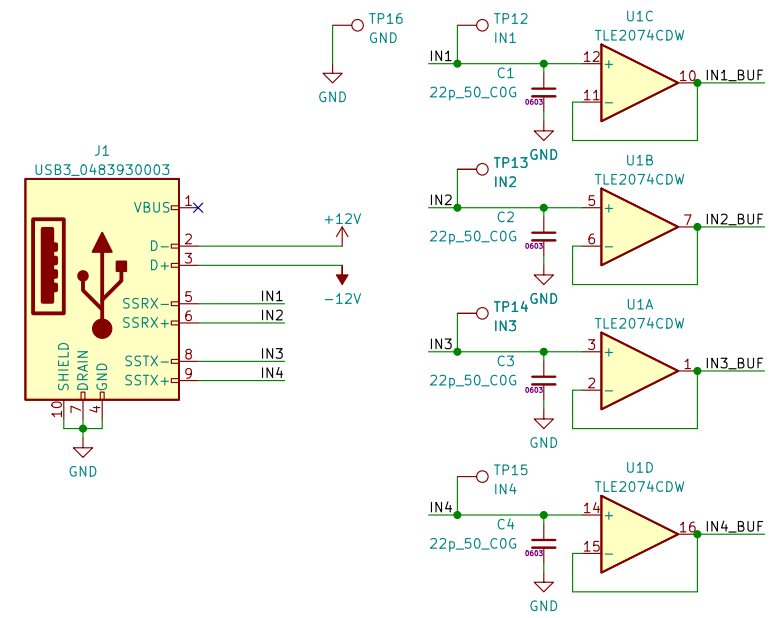 TP16
GND
GND
J1
USB3_0483930003
VBUS 1
D- 2
D+ 3
SSRX- 5
SSRX+ 6
SSTX- 8
SSTX+ 9
SHIELD DRAIN GND
10 7 4
GND
+12V
-12V
IN1
IN2
IN3
IN4
TP12
IN1
IN1
C1
22p_50_C0G
0603
GND
U1C
TLE2074CDW
12 +
11 -
10 IN1_BUF
TP13
IN2
IN2
C2
22p_50_C0G
0603
GND
U1B
TLE2074CDW
5 +
6 -
7 IN2_BUF
TP14
IN3
IN3
C3
22p_50_C0G
0603
GND
U1A
TLE2074CDW
3 +
2 -
1 IN3_BUF
TP15
IN4
IN4
C4
22p_50_C0G
0603
GND
U1D
TLE2074CDW
14 +
15 -
16 IN4_BUF